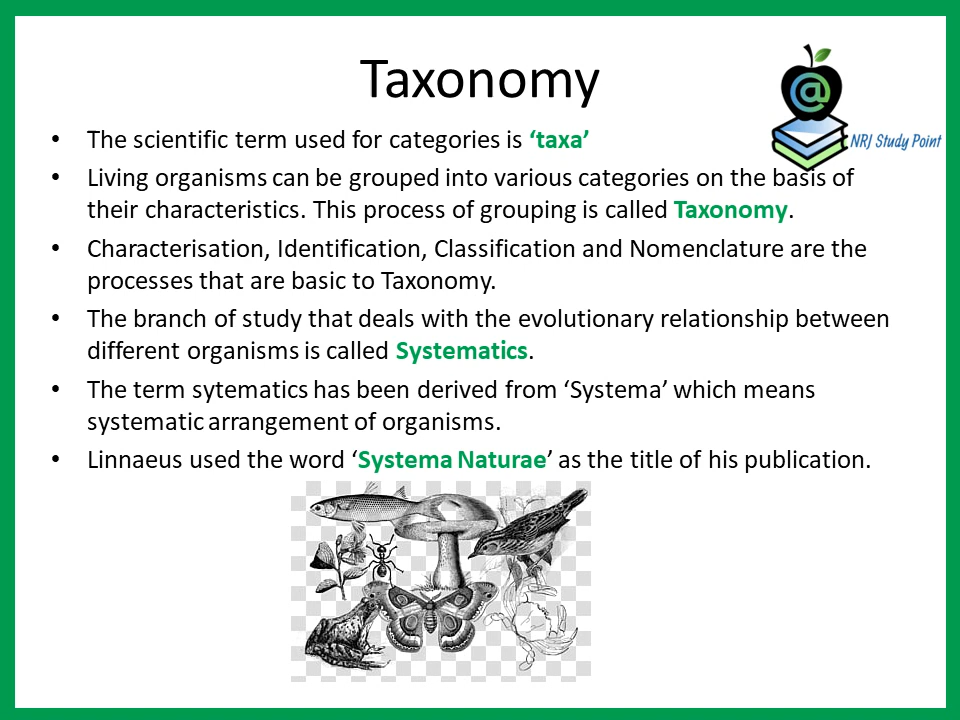 Taxonomy
NRJ Study Point
• The scientific term used for categories is ‘taxa’
• Living organisms can be grouped into various categories on the basis of
their characteristics. This process of grouping is called Taxonomy.
• Characterisation, Identification, Classification and Nomenclature are the
processes that are basic to Taxonomy.
• The branch of study that deals with the evolutionary relationship between
different organisms is called Systematics.
• The term sytematics has been derived from ‘Systema’ which means
systematic arrangement of organisms.
• Linnaeus used the word ‘Systema Naturae’ as the title of his publication.